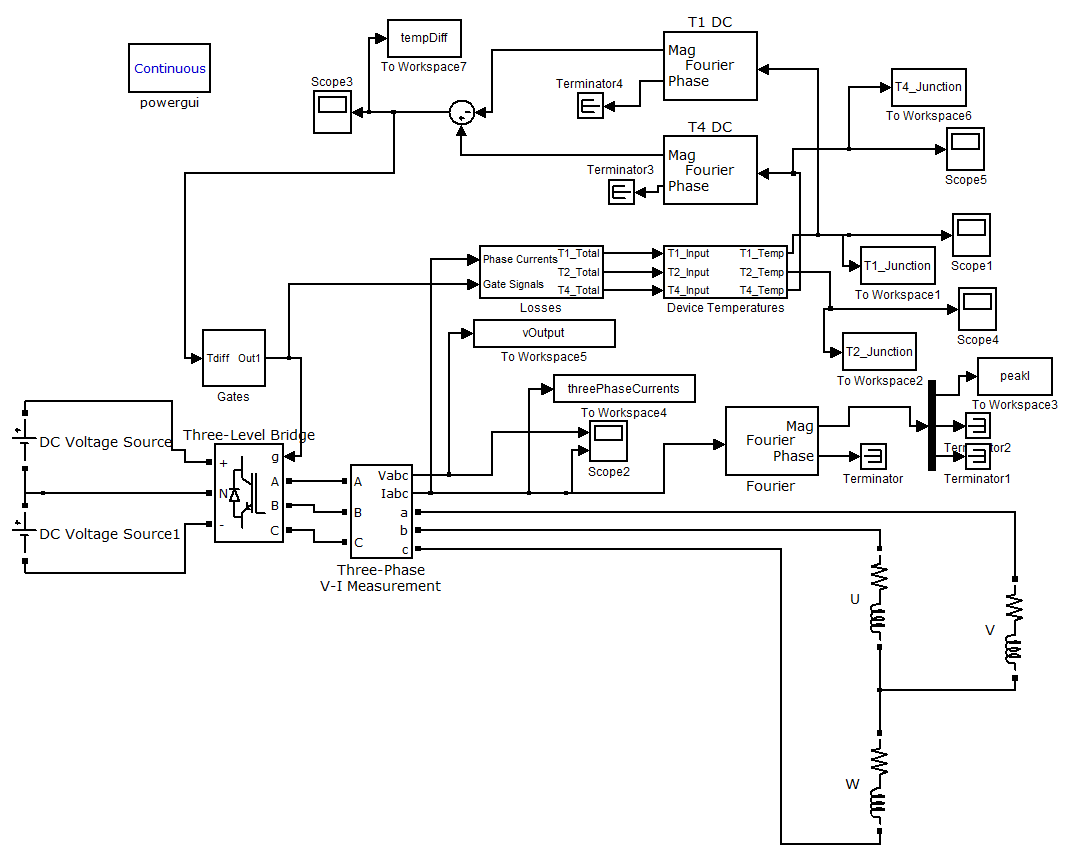 T1 DC
tempDiff
To Workspace7
Mag
Fourier
Phase
Continuous
powergui
Scope3
Terminator4
T4_Junction
To Workspace6
T4 DC
Mag
Fourier
Phase
Terminator3
Scope5
Phase Currents
Gate Signals
T1_Total
T2_Total
T4_Total
Losses
T1_Input
T2_Input
T4_Input
T1_Temp
T2_Temp
T4_Temp
Device Temperatures
Scope1
T1_Junction
To Workspace1
Scope4
vOutput
To Workspace5
T2_Junction
To Workspace2
Tdiff
Out1
Gates
threePhaseCurrents
To Workspace4
peakI
To Workspace3
DC Voltage Source
Three-Level Bridge
g
+
N
-
A
B
C
Scope2
Mag
Fourier
Phase
Fourier
Terminator
Terminator2
Terminator1
A
B
C
Vabc
Iabc
a
b
c
Three-Phase
V-I Measurement
DC Voltage Source1
U
V
W